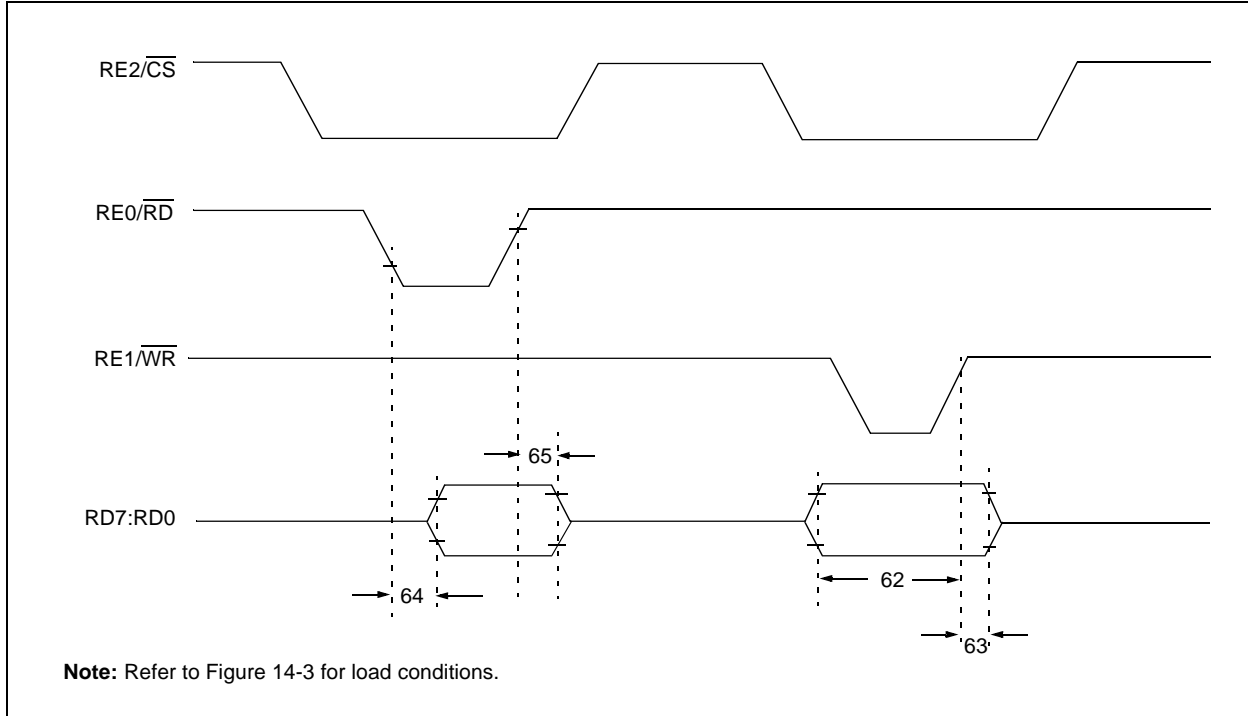 RE2/CS
RE0/RD
RE1/WR
65
RD7:RD0
62
64
63
Note: Refer to Figure 14-3 for load conditions.